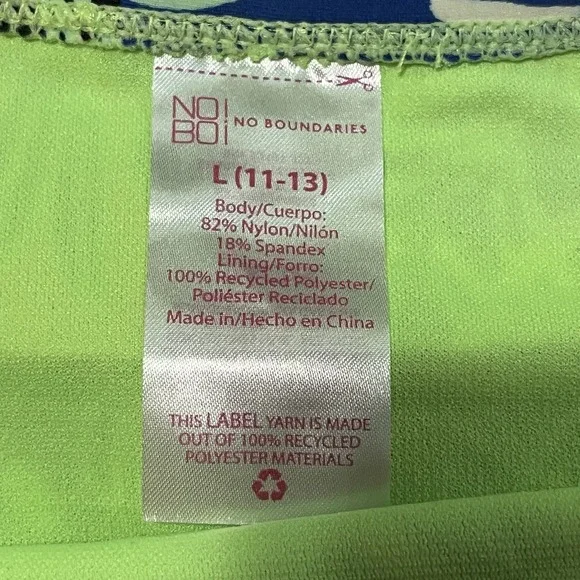 NO!
BO! NO BOUNDARIES
L (11-13)
Body/Cuerpo:
82% Nylon/Nilón
18% Spandex
Lining/Forro:
100% Recycled Polyester/
Poliéster Reciclado
Made in/Hecho en China
THIS LABEL YARN IS MADE
OUT OF 100% RECYCLED
POLYESTER MATERIALS